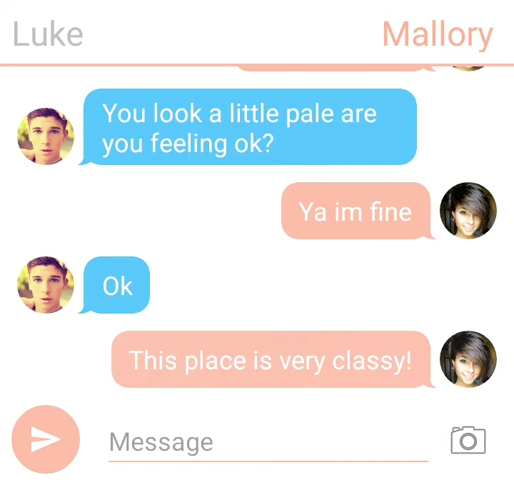 Luke
Mallory
You look a little pale are
you feeling ok?
Ya im fine
Ok
This place is very classy!
Message